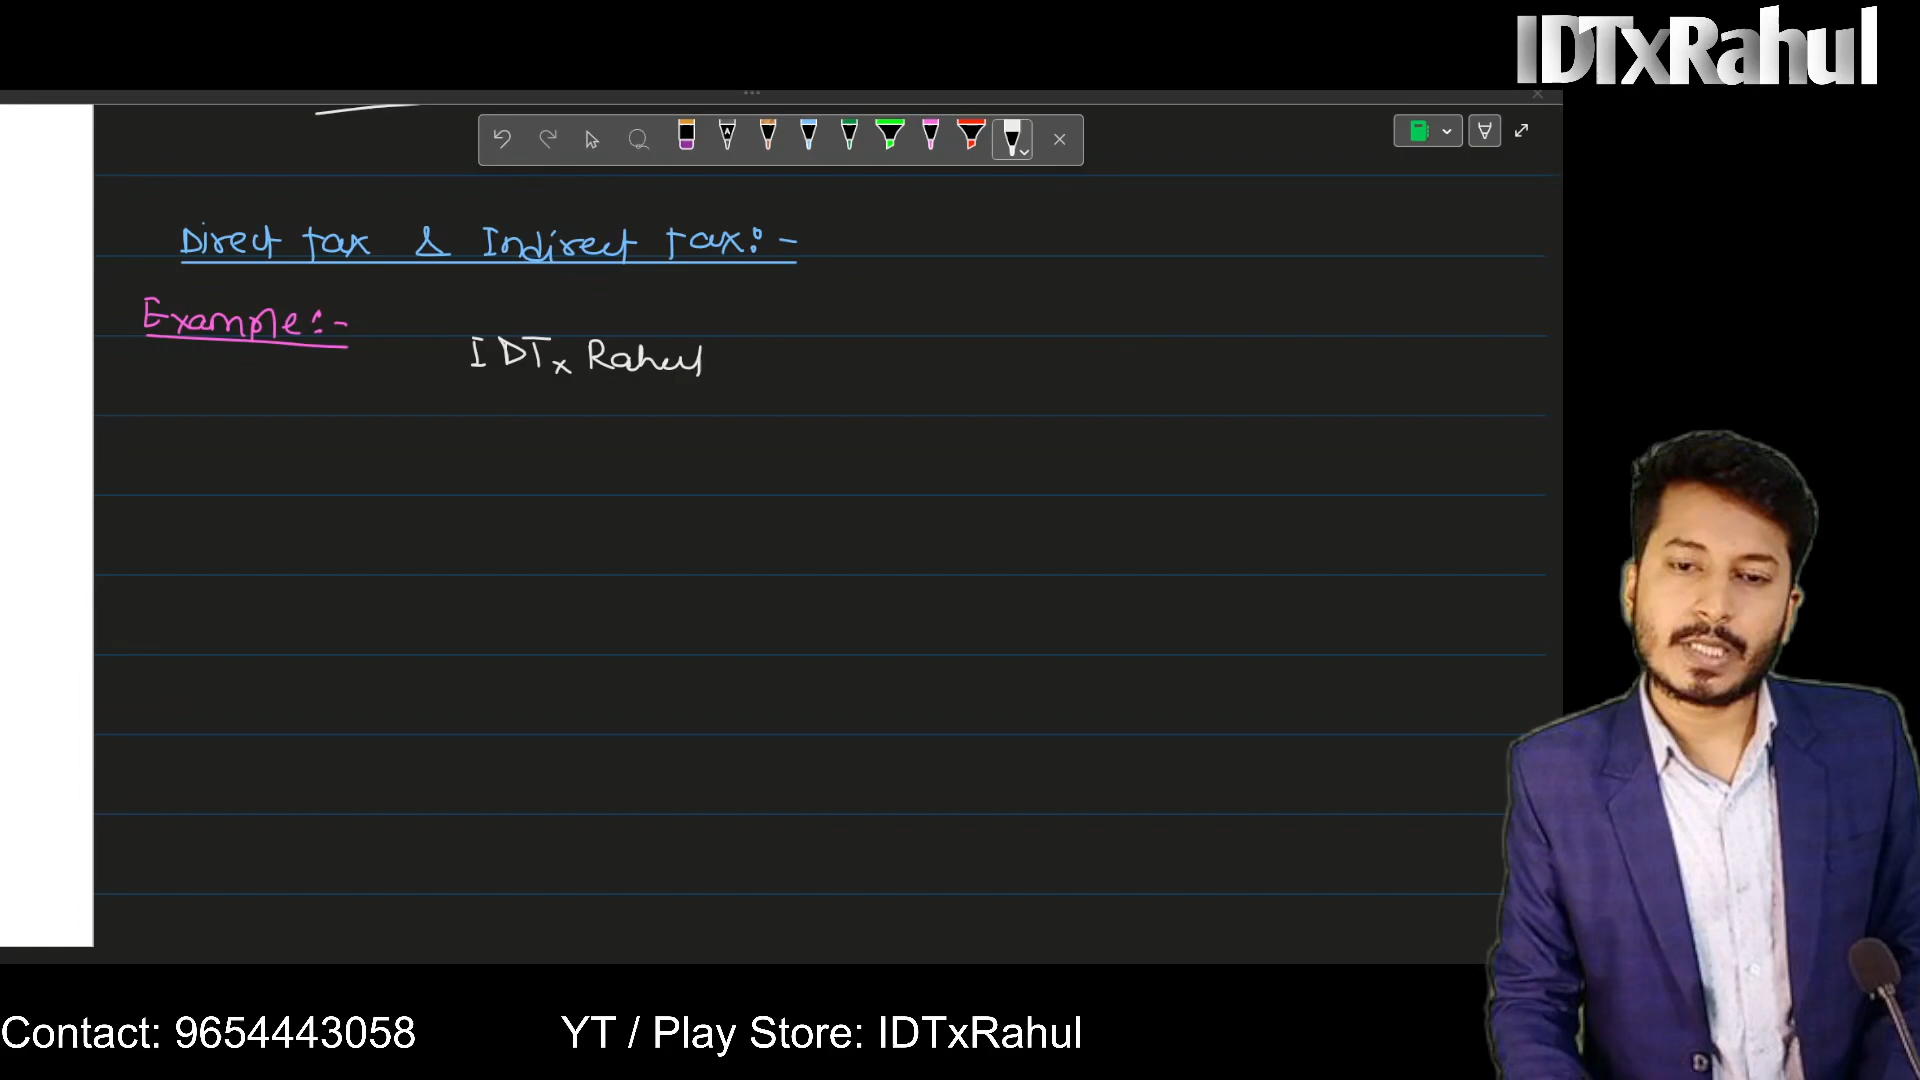 IDTxRahul
Direct tax & Indirect tax:-
Example:-
IDTx Rahul
Contact: 9654443058
YT / Play Store: IDTxRahul